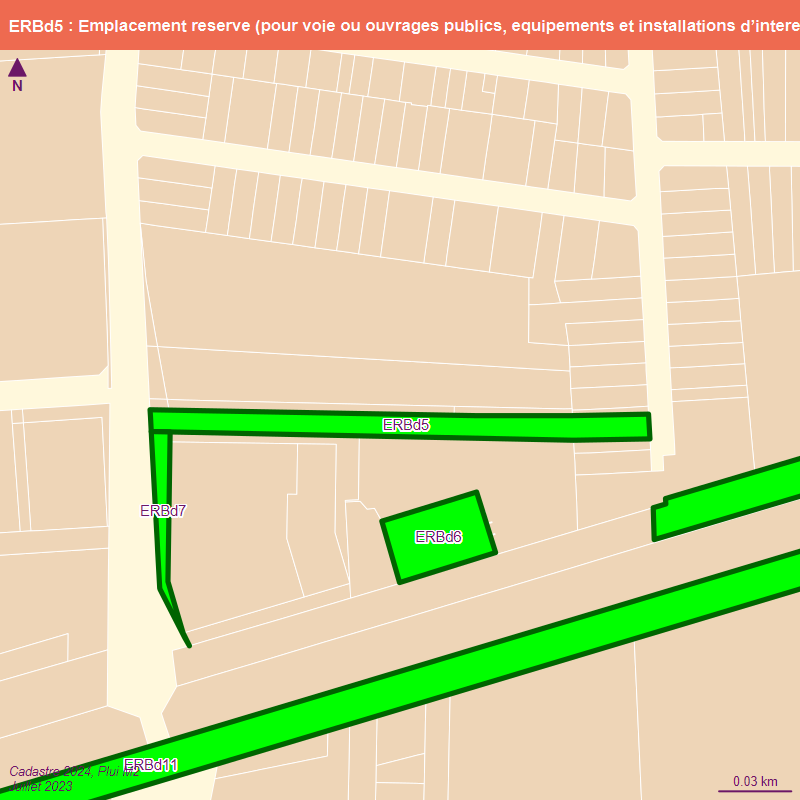 ERBd5 : Emplacement reserve (pour voie ou ouvrages publics, equipements et installations d'intere
N
ERBd5
ERBd7
ERBd6
ERBd11
Cadastre 2024, Plui M2
Juillet 2023
0.03 km